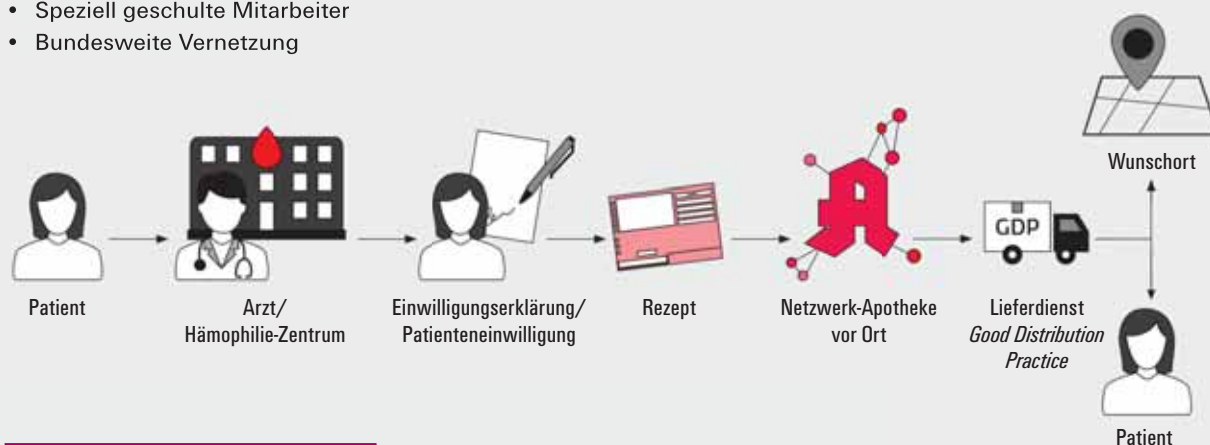 • Speziell geschulte Mitarbeiter
• Bundesweite Vernetzung
Wunschort
GDP
Patient
Arzt/
Hämophilie-Zentrum
Einwilligungserklärung/
Patienteneinwilligung
Rezept
Netzwerk-Apotheke
vor Ort
Lieferdienst
Good Distribution
Practice
Patient